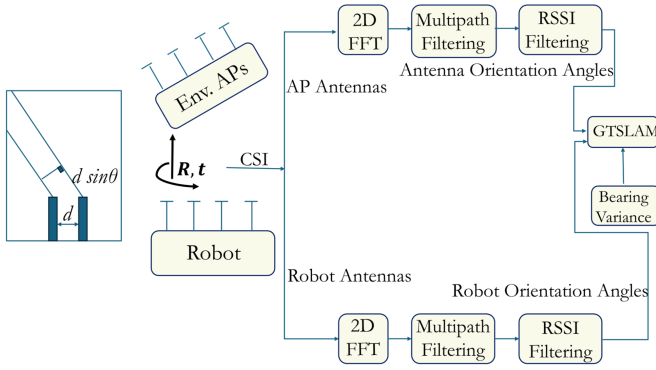 2D
FFT
Multipath
Filtering
RSSI
Filtering
Antenna Orientation Angles
Env. APs
AP Antennas
GTSLAM
d sinθ
d
R, t
CSI
Bearing
Variance
Robot
Robot Antennas
Robot Orientation Angles
2D
FFT
Multipath
Filtering
RSSI
Filtering